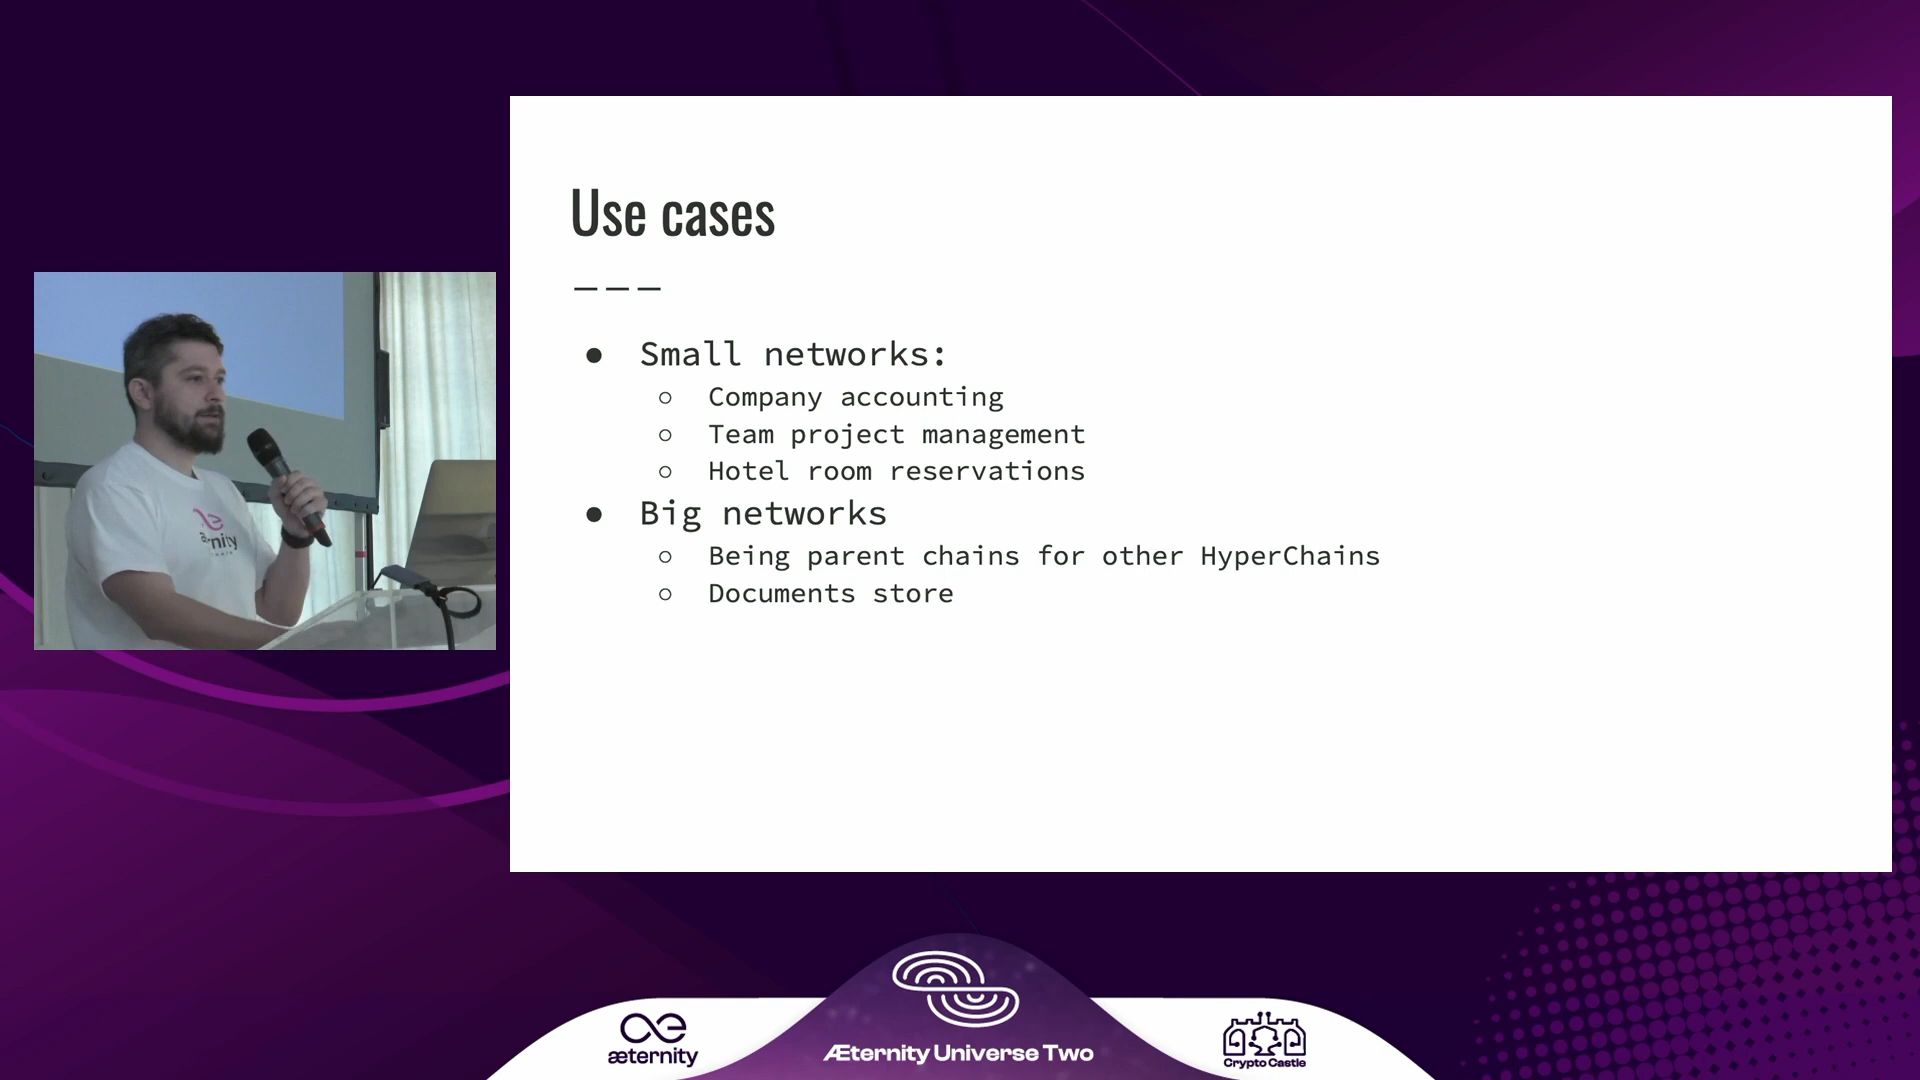 Use cases
———
● Small networks:
○ Company accounting
○ Team project management
○ Hotel room reservations
● Big networks
○ Being parent chains for other HyperChains
○ Documents store
æternity
Æternity Universe Two
Crypto Castle